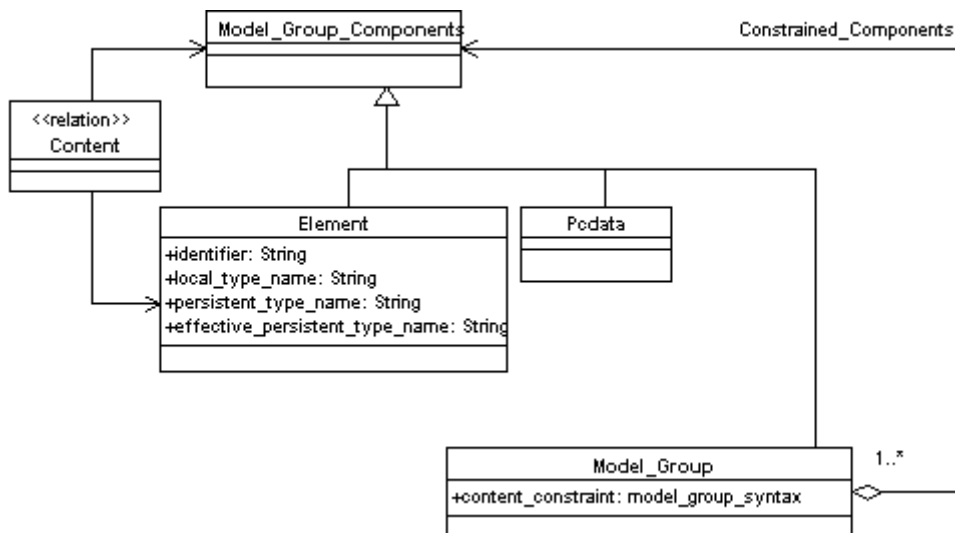 Model_Group_Components
Constrained_Components
<<relation>>
Content
Element
+identifier: String
+local_type_name: String
+persistent_type_name: String
+effective_persistent_type_name: String
Pcdata
Model_Group
1..*
+content_constraint: model_group_syntax